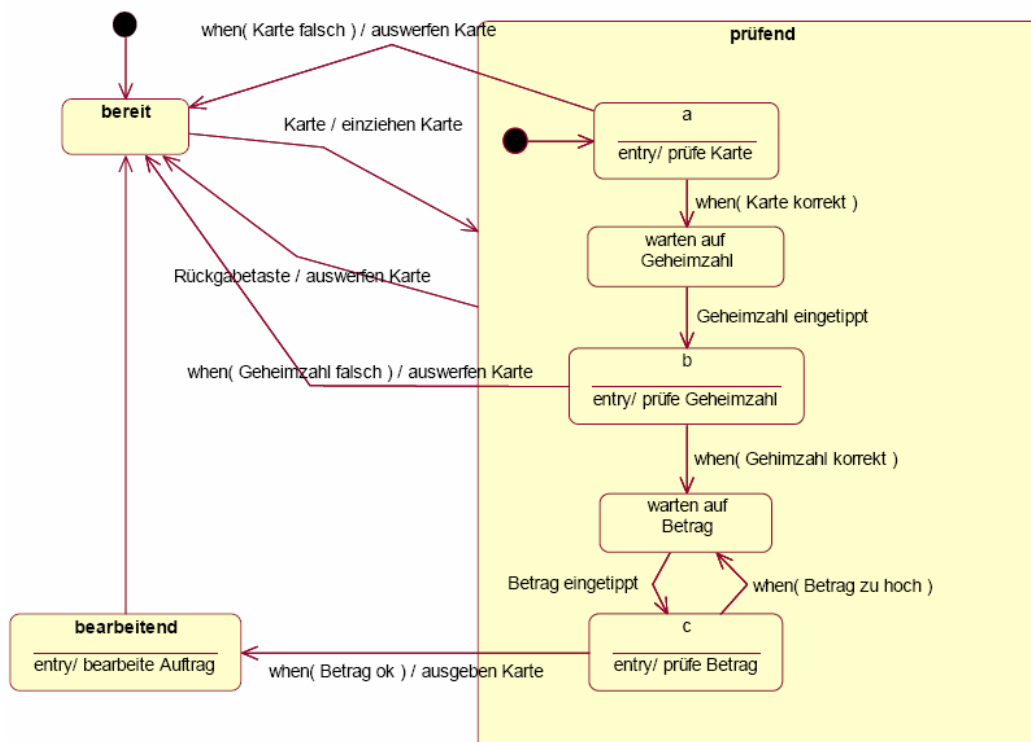 when( Karte falsch ) / auswerfen Karte
prüfend
bereit
a
entry/ prüfe Karte
Karte / einziehen Karte
when( Karte korrekt )
warten auf
Geheimzahl
Rückgabetaste / auswerfen Karte
Geheimzahl eingetippt
b
entry/ prüfe Geheimzahl
when( Geheimzahl falsch ) / auswerfen Karte
when( Gehimzahl korrekt )
warten auf
Betrag
Betrag eingetippt
when( Betrag zu hoch )
bearbeitend
entry/ bearbeite Auftrag
c
entry/ prüfe Betrag
when( Betrag ok ) / ausgeben Karte